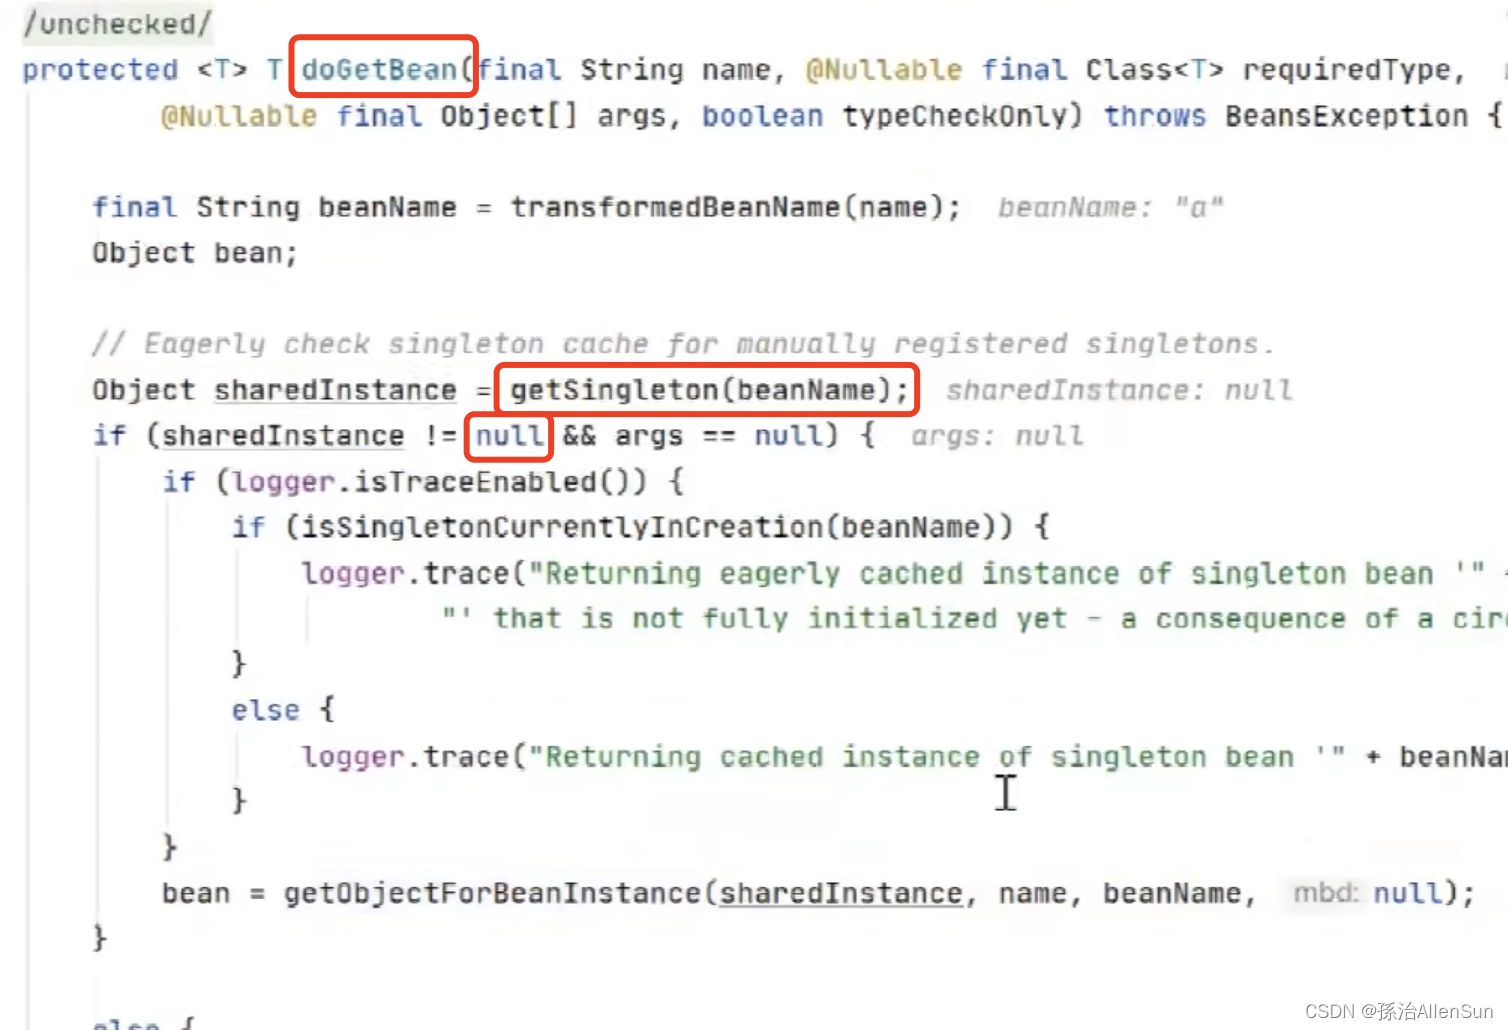 /unchecked/
protected <T> T doGetBean(final String name, @Nullable final Class<T> requiredType,
@Nullable final Object[] args, boolean typeCheckOnly) throws BeansException {
final String beanName = transformedBeanName(name);  beanName: "a"
Object bean;
// Eagerly check singleton cache for manually registered singletons.
Object sharedInstance = getSingleton(beanName);  sharedInstance: null
if (sharedInstance != null && args == null) {  args: null
if (logger.isTraceEnabled()) {
if (isSingletonCurrentlyInCreation(beanName)) {
logger.trace("Returning eagerly cached instance of singleton bean '"
"' that is not fully initialized yet - a consequence of a cir
}
else {
logger.trace("Returning cached instance of singleton bean '" + beanNa
}
}
bean = getObjectForBeanInstance(sharedInstance, name, beanName,  mbd: null);
}
else {
CSDN @孫治AllenSun